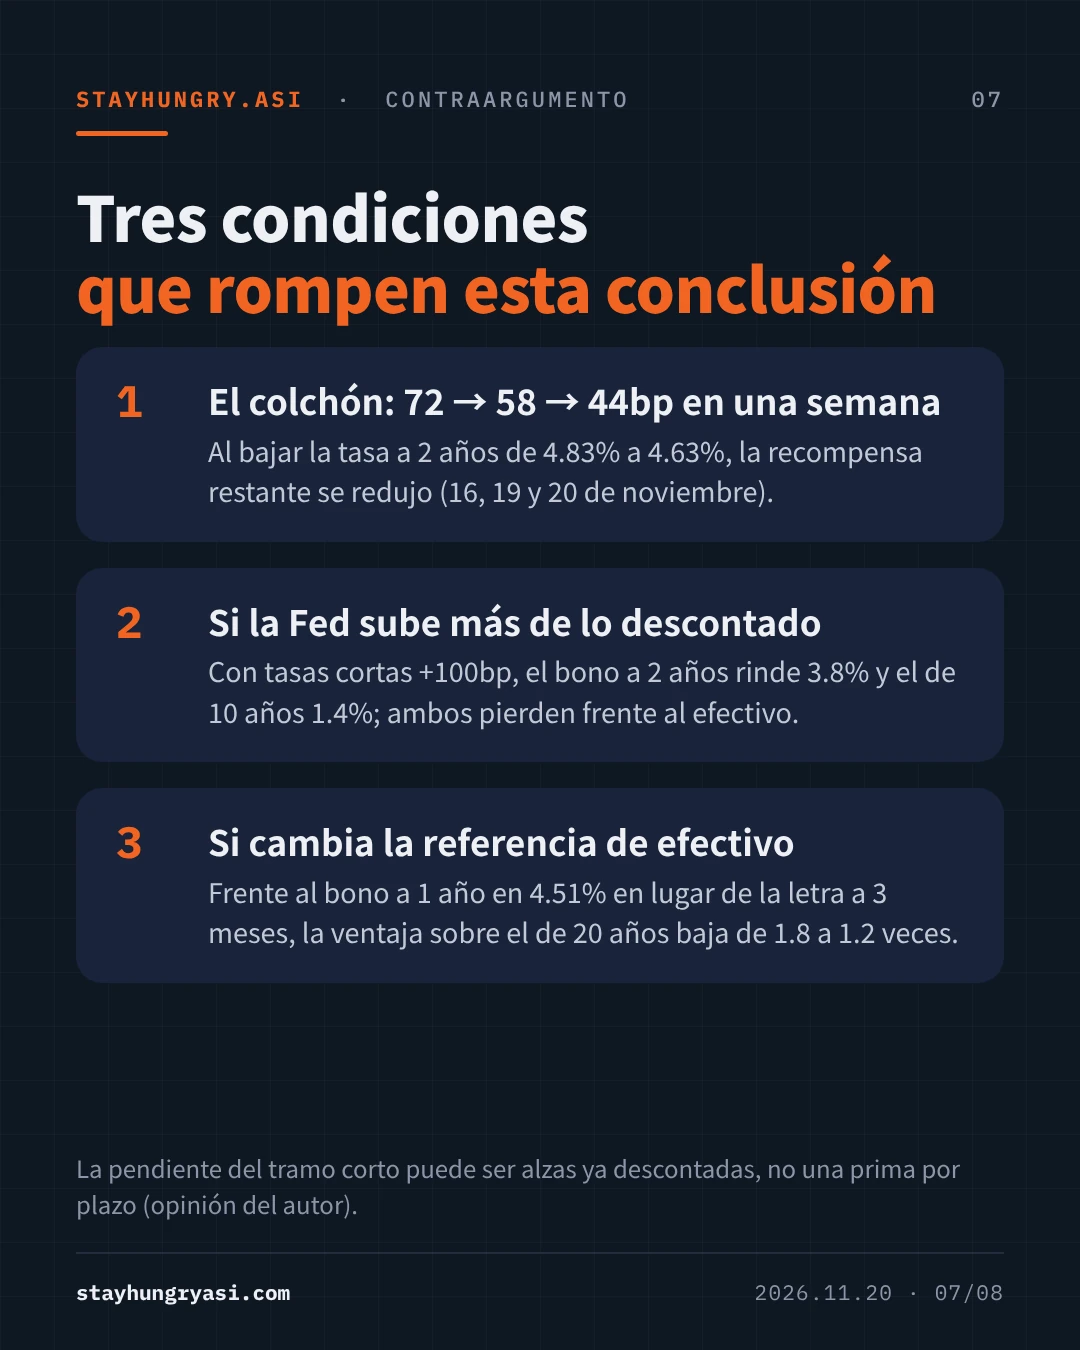 STAYHUNGRY.ASI · CONTRAARGUMENTO 07
Tres condiciones
que rompen esta conclusión
1 El colchón: 72 → 58 → 44bp en una semana
Al bajar la tasa a 2 años de 4.83% a 4.63%, la recompensa
restante se redujo (16, 19 y 20 de noviembre).
2 Si la Fed sube más de lo descontado
Con tasas cortas +100bp, el bono a 2 años rinde 3.8% y el de
10 años 1.4%; ambos pierden frente al efectivo.
3 Si cambia la referencia de efectivo
Frente al bono a 1 año en 4.51% en lugar de la letra a 3
meses, la ventaja sobre el de 20 años baja de 1.8 a 1.2 veces.
La pendiente del tramo corto puede ser alzas ya descontadas, no una prima por
plazo (opinión del autor).
stayhungryasi.com 2026.11.20 · 07/08